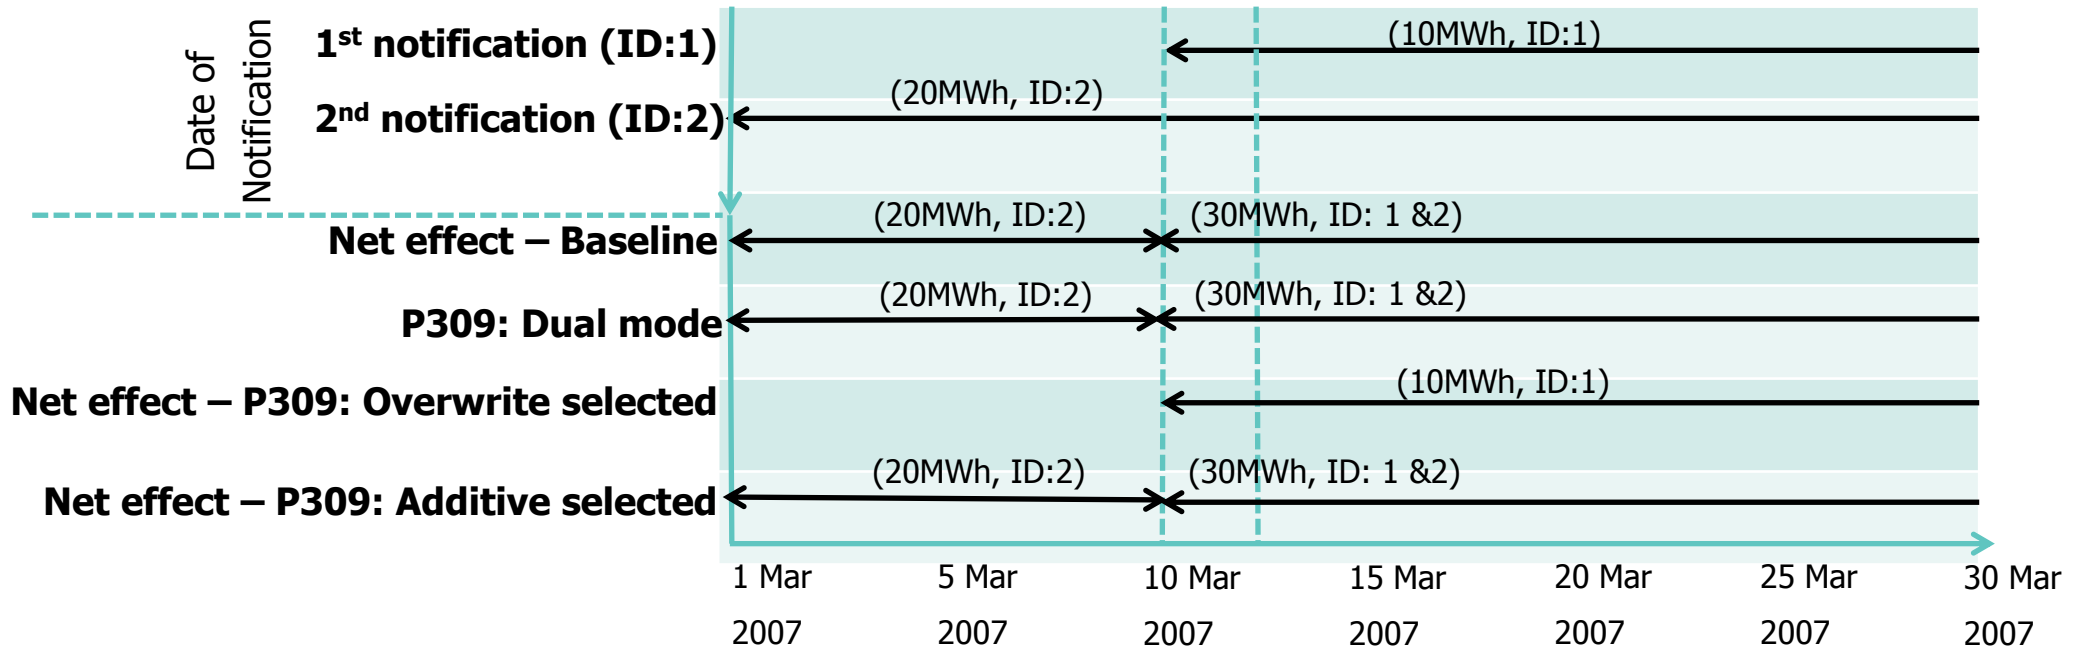 Date of
Notification
1st notification (ID:1)
(10MWh, ID:1)
2nd notification (ID:2)
(20MWh, ID:2)
Net effect – Baseline
(20MWh, ID:2)
(30MWh, ID: 1 &2)
P309: Dual mode
(20MWh, ID:2)
(30MWh, ID: 1 &2)
Net effect – P309: Overwrite selected
(10MWh, ID:1)
Net effect – P309: Additive selected
(20MWh, ID:2)
(30MWh, ID: 1 &2)
1 Mar 5 Mar 10 Mar 15 Mar 20 Mar 25 Mar 30 Mar
2007 2007 2007 2007 2007 2007 2007